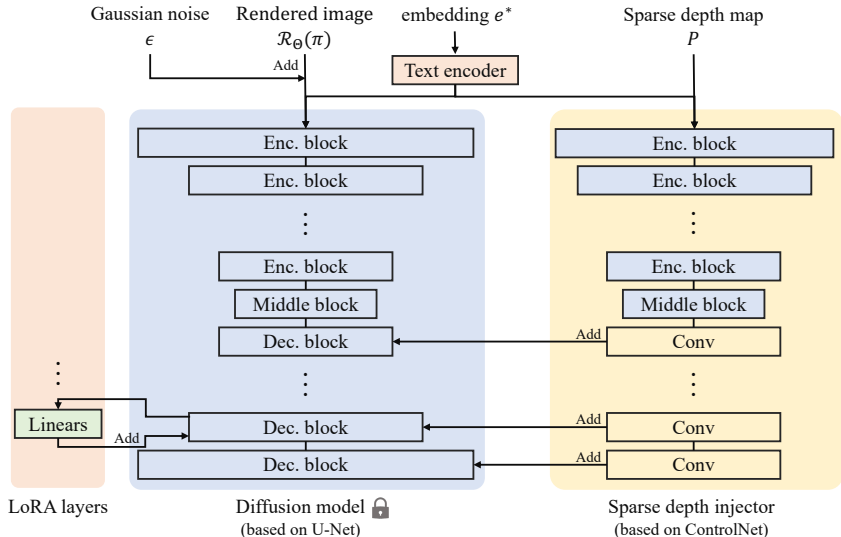 Gaussian noise
ϵ
Rendered image
ℛ_Θ(π)
embedding e*
Sparse depth map
P
Add
Text encoder
Enc. block
Enc. block
Enc. block
Enc. block
⋮
⋮
Enc. block
Enc. block
Middle block
Middle block
Dec. block
Add
Conv
⋮
⋮
⋮
Linears
Add
Dec. block
Add
Conv
Dec. block
Add
Conv
LoRA layers
Diffusion model
(based on U-Net)
Sparse depth injector
(based on ControlNet)